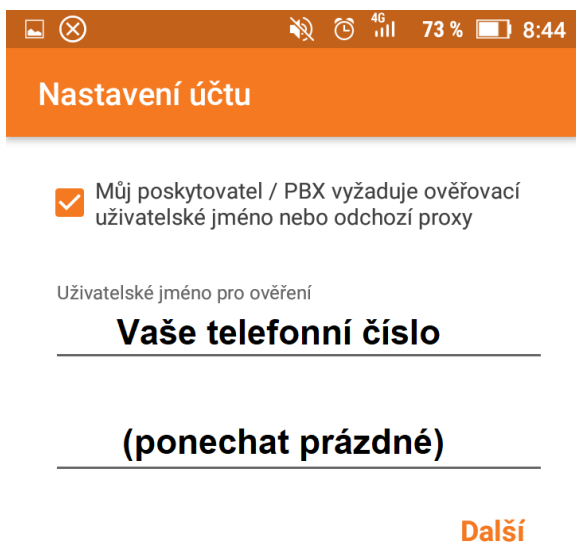 4G 73 % 8:44
Nastavení účtu
Můj poskytovatel / PBX vyžaduje ověřovací
uživatelské jméno nebo odchozí proxy
Uživatelské jméno pro ověření
Vaše telefonní číslo
(ponechat prázdné)
Další